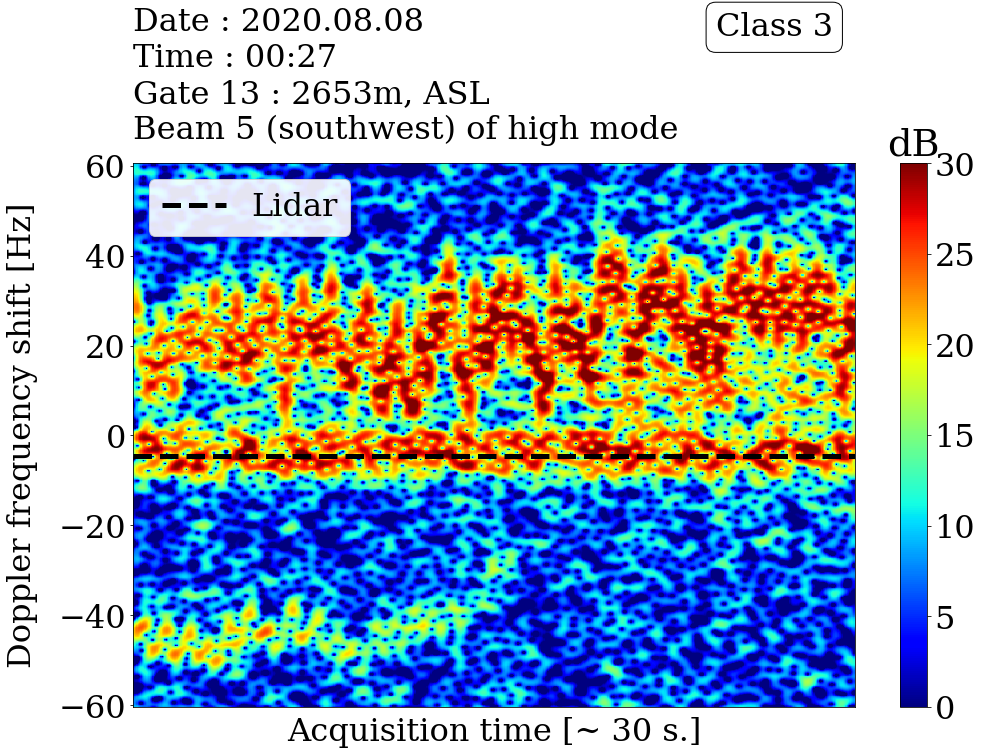 Date : 2020.08.08
Time : 00:27
Gate 13 : 2653m, ASL
Beam 5 (southwest) of high mode
Class 3
dB
Lidar
Doppler frequency shift [Hz]
60
40
20
0
−20
−40
−60
30
25
20
15
10
5
0
Acquisition time [~ 30 s.]